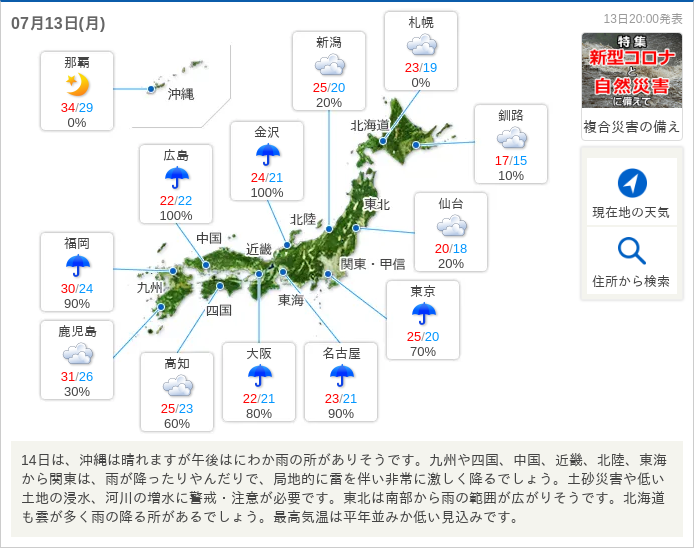 07月13日(月)
13日20:00発表
札幌
23/19
0%
新潟
25/20
20%
那覇
34/29
0%
沖縄
特集
新型コロナ
と
自然災害
に備えて
複合災害の備え
釧路
17/15
10%
北海道
金沢
24/21
100%
広島
22/22
100%
現在地の天気
仙台
20/18
20%
東北
北陸
福岡
30/24
90%
中国
近畿
関東・甲信
住所から検索
九州
東海
四国
東京
25/20
70%
鹿児島
31/26
30%
高知
25/23
60%
大阪
22/21
80%
名古屋
23/21
90%
14日は、沖縄は晴れますが午後はにわか雨の所がありそうです。九州や四国、中国、近畿、北陸、東海
から関東は、雨が降ったりやんだりで、局地的に雷を伴い非常に激しく降るでしょう。土砂災害や低い
土地の浸水、河川の増水に警戒・注意が必要です。東北は南部から雨の範囲が広がりそうです。北海道
も雲が多く雨の降る所があるでしょう。最高気温は平年並みか低い見込みです。